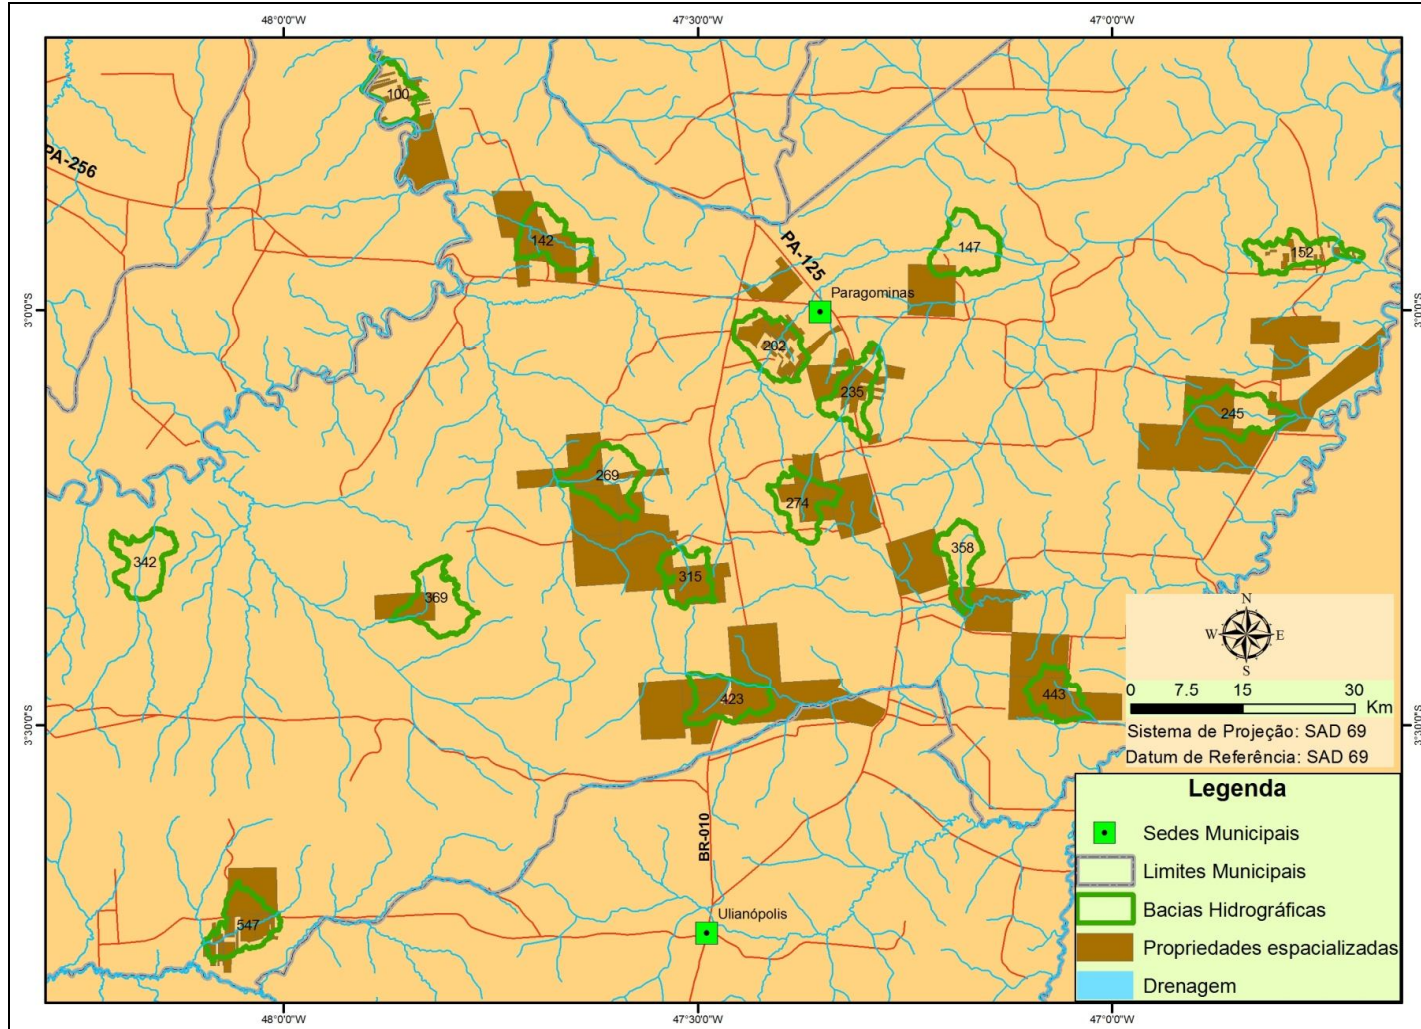 48°0'0"W
47°30'0"W
47°0'0"W
100
PA-256
142
PA-125
147
152
3°0'0"S
Paragominas
3°0'0"S
202
235
245
269
274
342
358
315
369
N
W
E
S
443
423
0 7.5 15 30
Km
3°30'0"S
3°30'0"S
Sistema de Projeção: SAD 69
Datum de Referência: SAD 69
Legenda
Sedes Municipais
Limites Municipais
Bacias Hidrográficas
Propriedades espacializadas
Drenagem
BR-010
Ulianópolis
547
48°0'0"W
47°30'0"W
47°0'0"W